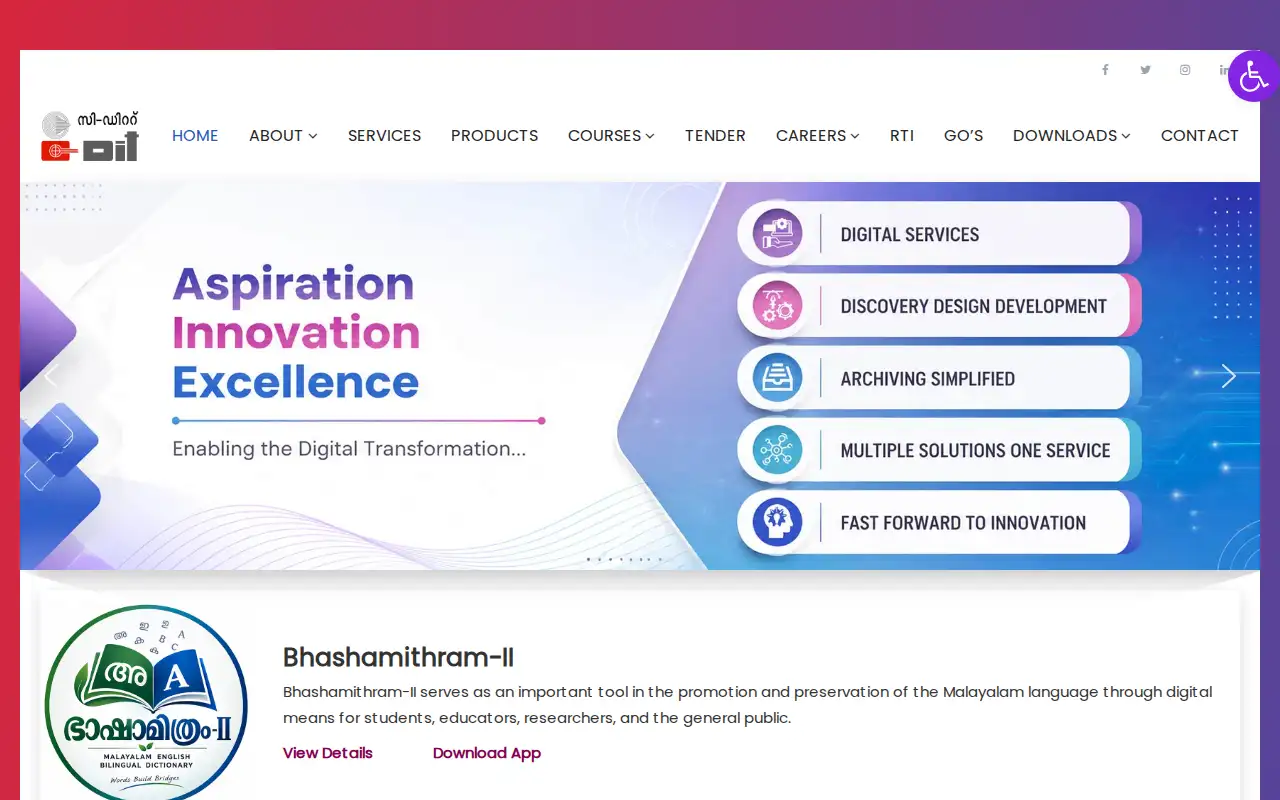 സി-ഡിറ്റ്
C-DIT
HOME ABOUT SERVICES PRODUCTS COURSES TENDER CAREERS RTI GO'S DOWNLOADS CONTACT
Aspiration
Innovation
Excellence
Enabling the Digital Transformation...
DIGITAL SERVICES
DISCOVERY DESIGN DEVELOPMENT
ARCHIVING SIMPLIFIED
MULTIPLE SOLUTIONS ONE SERVICE
FAST FORWARD TO INNOVATION
അ A
ഭാഷാമിത്രം-II
MALAYALAM ENGLISH
BILINGUAL DICTIONARY
Words Build Bridges
Bhashamithram-II
Bhashamithram-II serves as an important tool in the promotion and preservation of the Malayalam language through digital
means for students, educators, researchers, and the general public.
View Details Download App